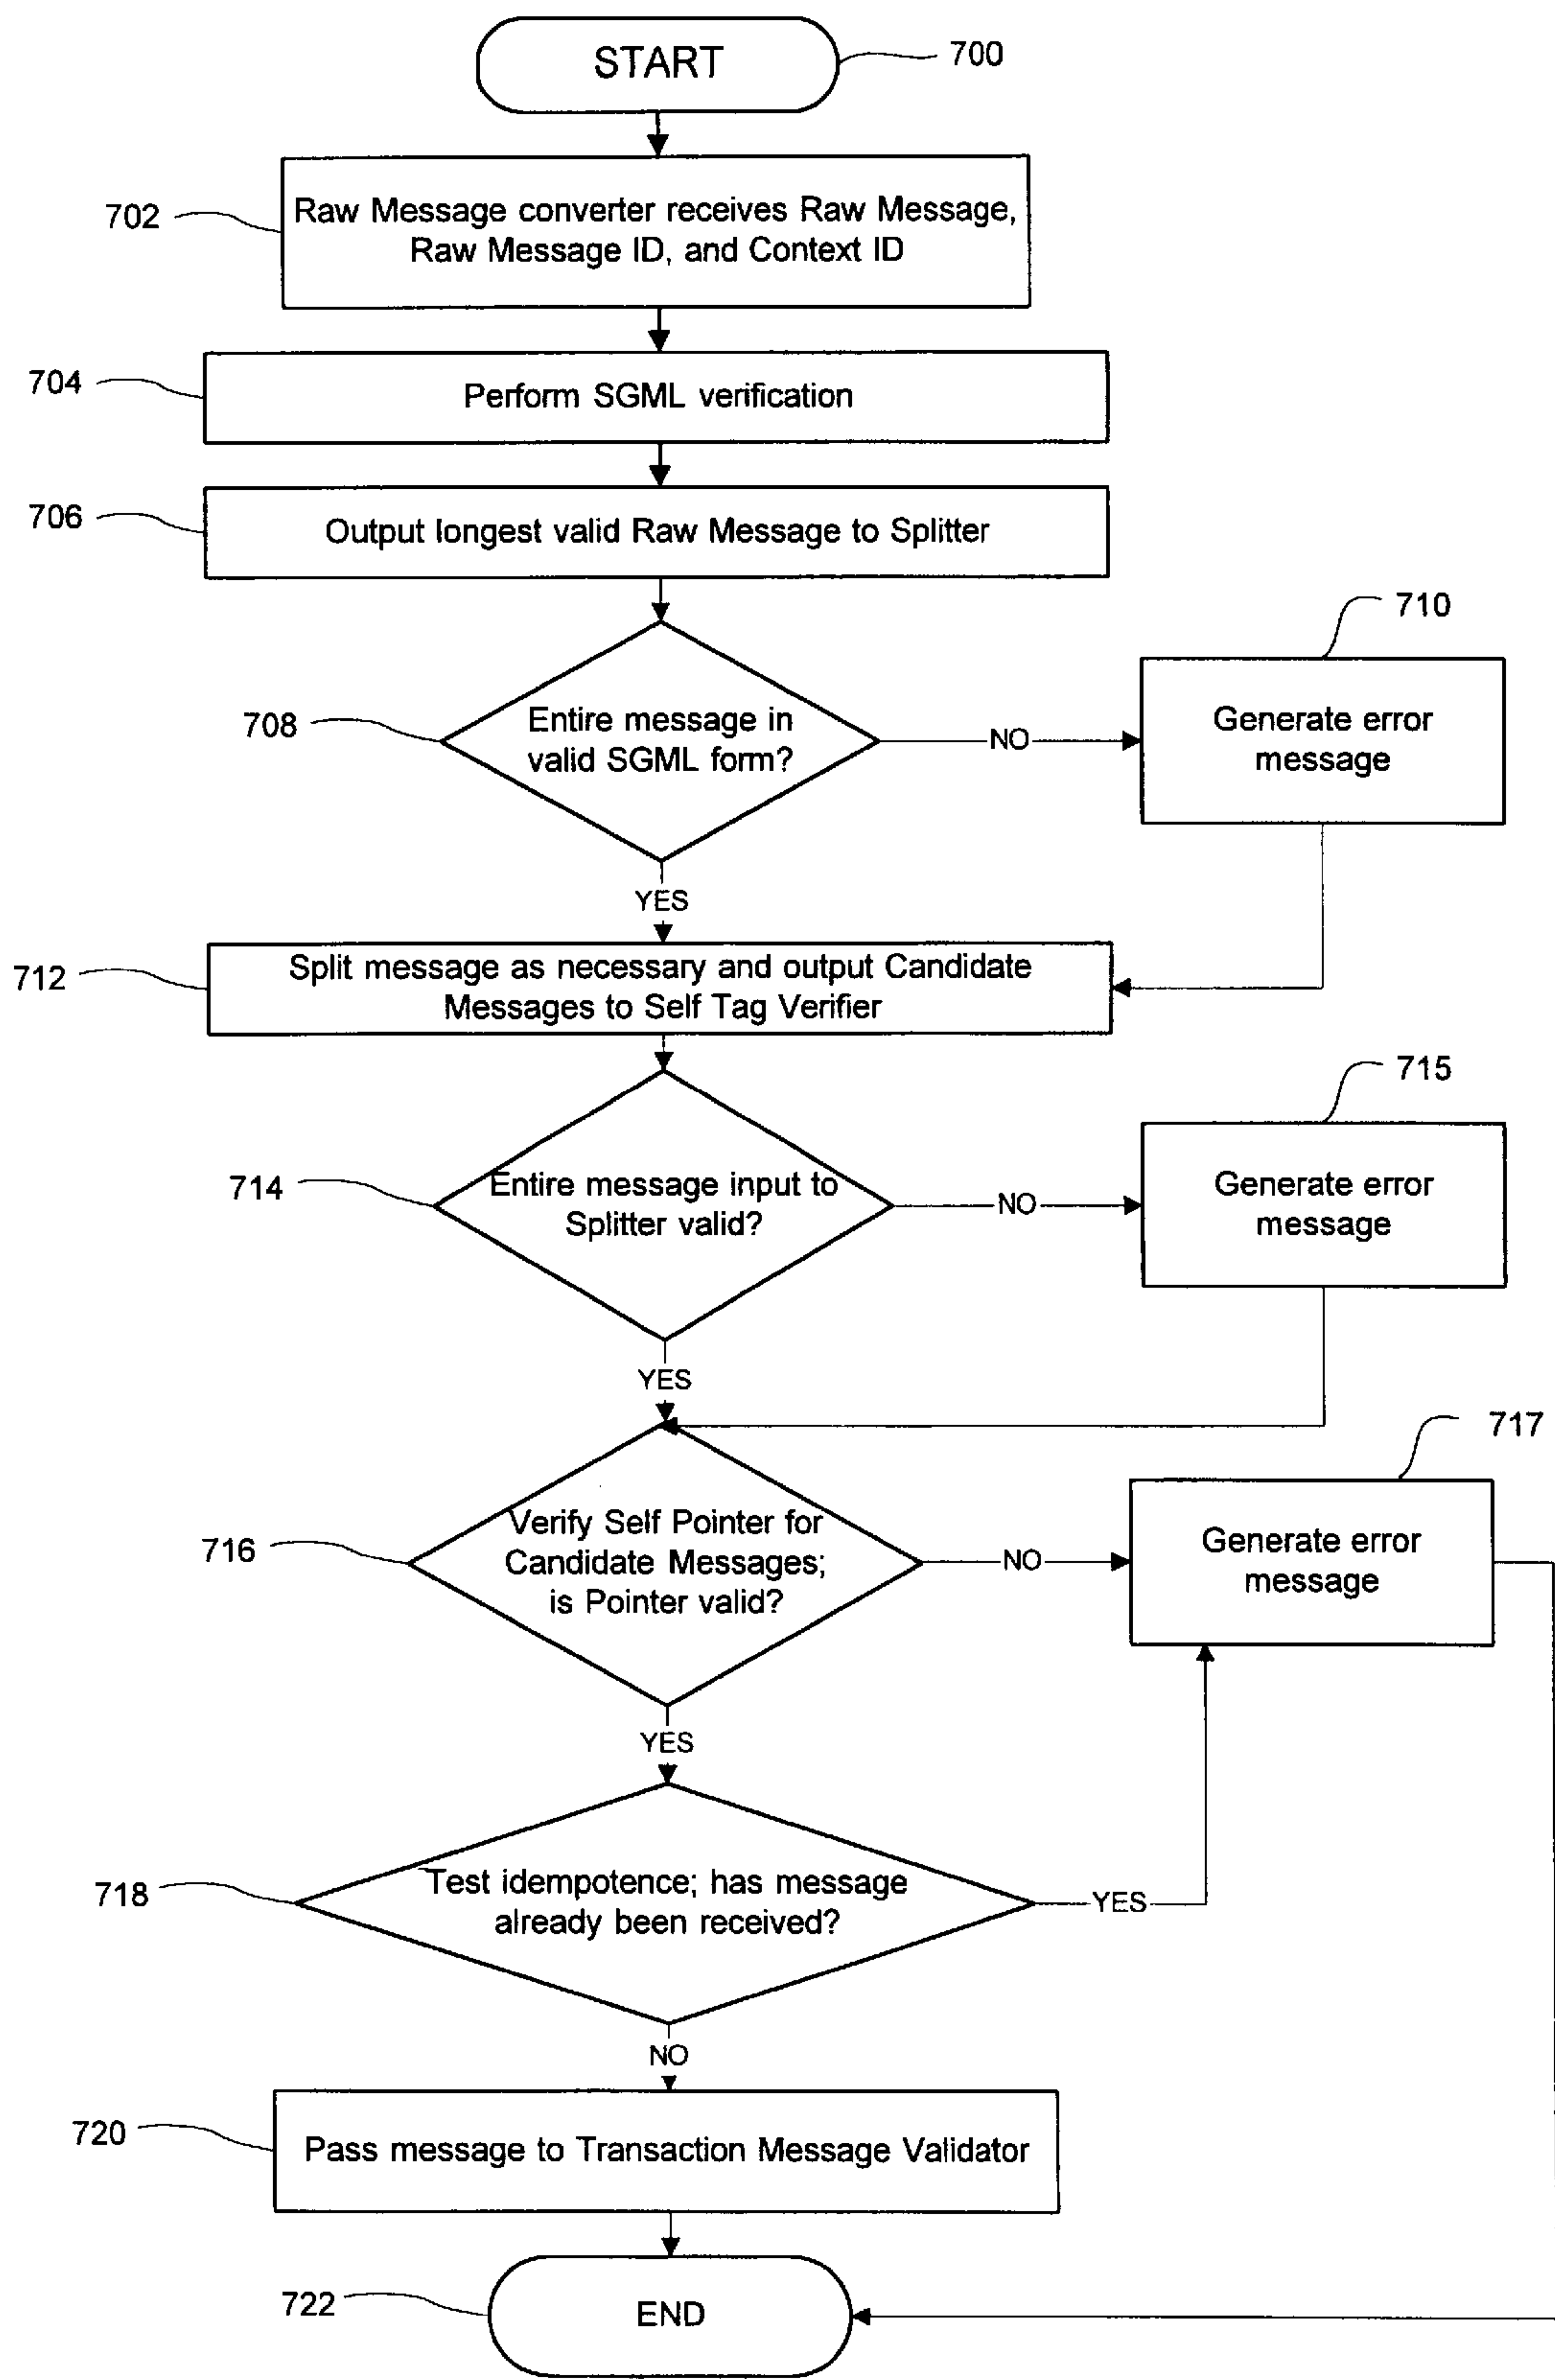 START
700
702
Raw Message converter receives Raw Message,
Raw Message ID, and Context ID
704
Perform SGML verification
706
Output longest valid Raw Message to Splitter
710
708
Entire message in
valid SGML form?
NO
Generate error
message
YES
712
Split message as necessary and output Candidate
Messages to Self Tag Verifier
715
714
Entire message input to
Splitter valid?
NO
Generate error
message
YES
717
716
Verify Self Pointer for
Candidate Messages;
is Pointer valid?
NO
Generate error
message
YES
718
Test idempotence; has message
already been received?
YES
NO
720
Pass message to Transaction Message Validator
722
END